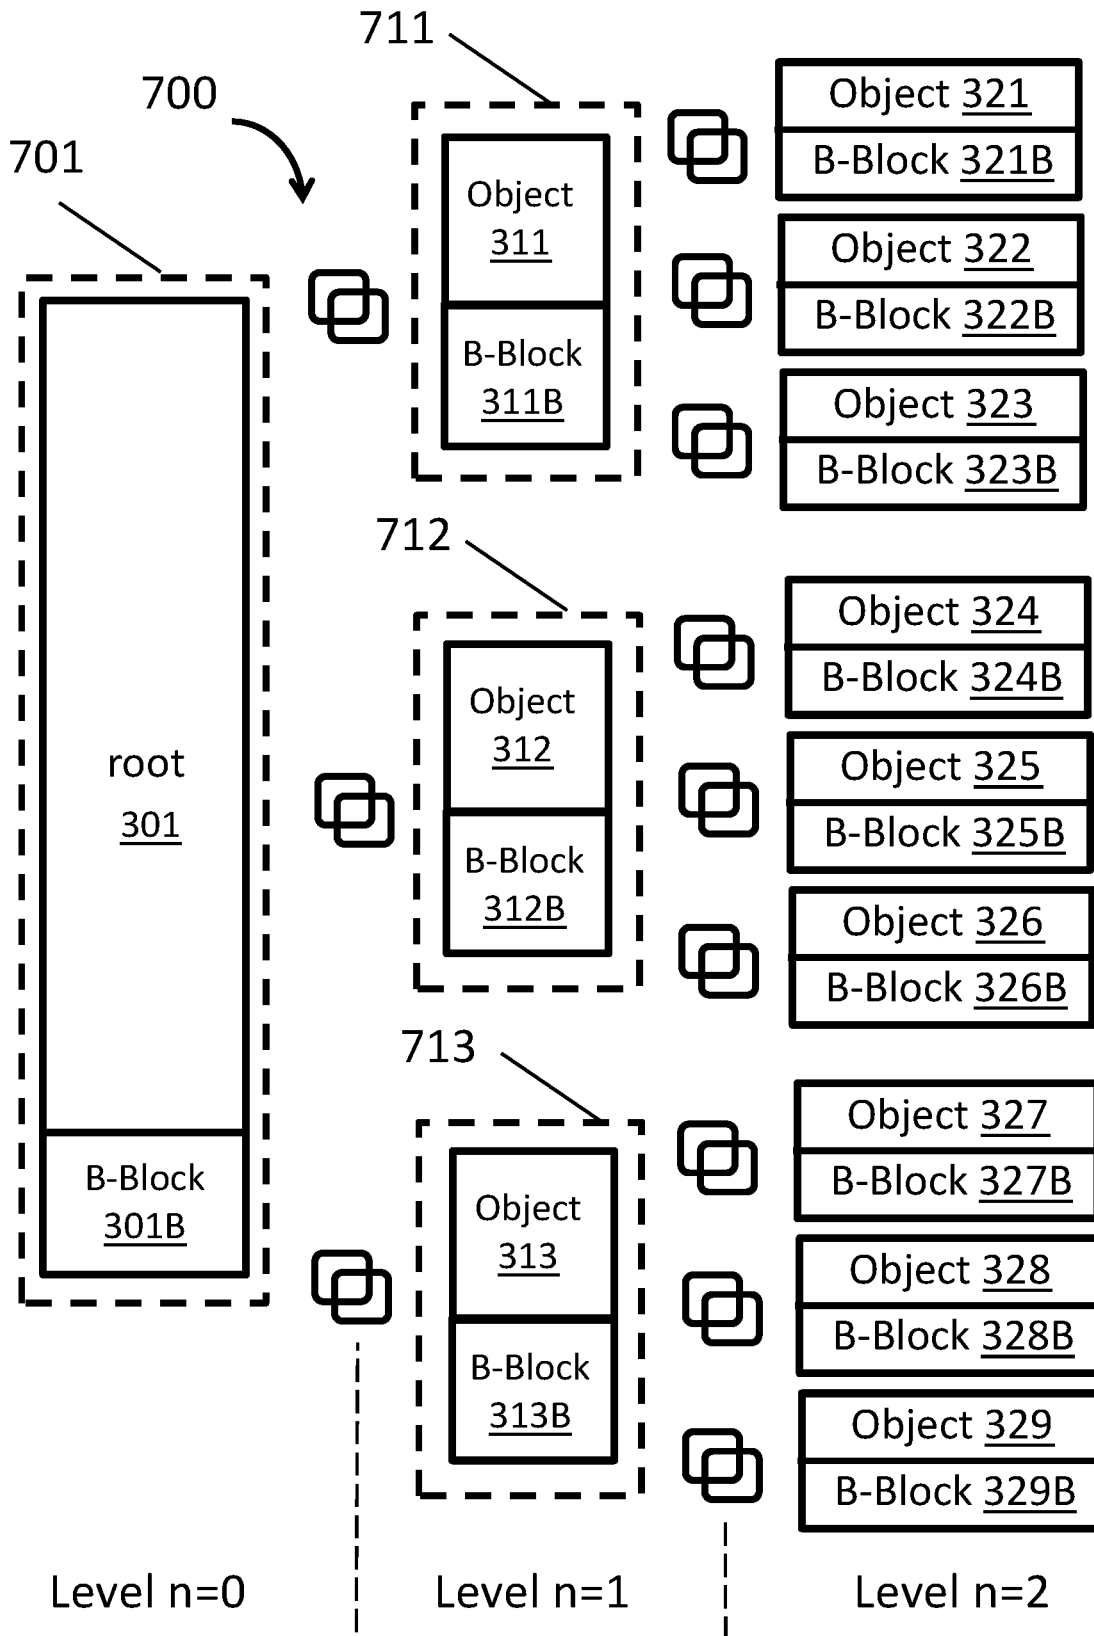 700
701
root
301
B-Block
301B
711
Object
311
B-Block
311B
712
Object
312
B-Block
312B
713
Object
313
B-Block
313B
Object 321
B-Block 321B
Object 322
B-Block 322B
Object 323
B-Block 323B
Object 324
B-Block 324B
Object 325
B-Block 325B
Object 326
B-Block 326B
Object 327
B-Block 327B
Object 328
B-Block 328B
Object 329
B-Block 329B
Level n=0
Level n=1
Level n=2